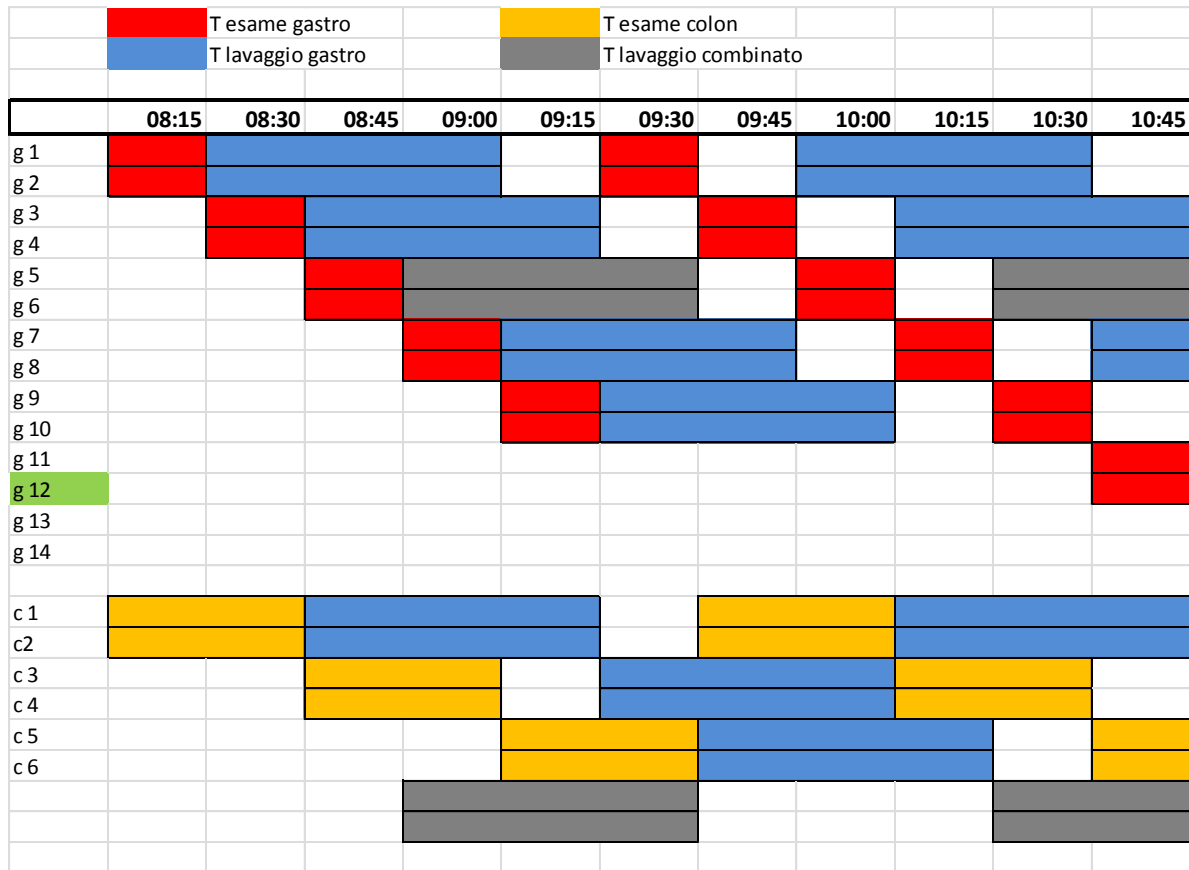 T esame gastro T esame colon
T lavaggio gastro T lavaggio combinato
08:15 08:30 08:45 09:00 09:15 09:30 09:45 10:00 10:15 10:30 10:45
g 1
g 2
g 3
g 4
g 5
g 6
g 7
g 8
g 9
g 10
g 11
g 12
g 13
g 14
c 1
c2
c 3
c 4
c 5
c 6